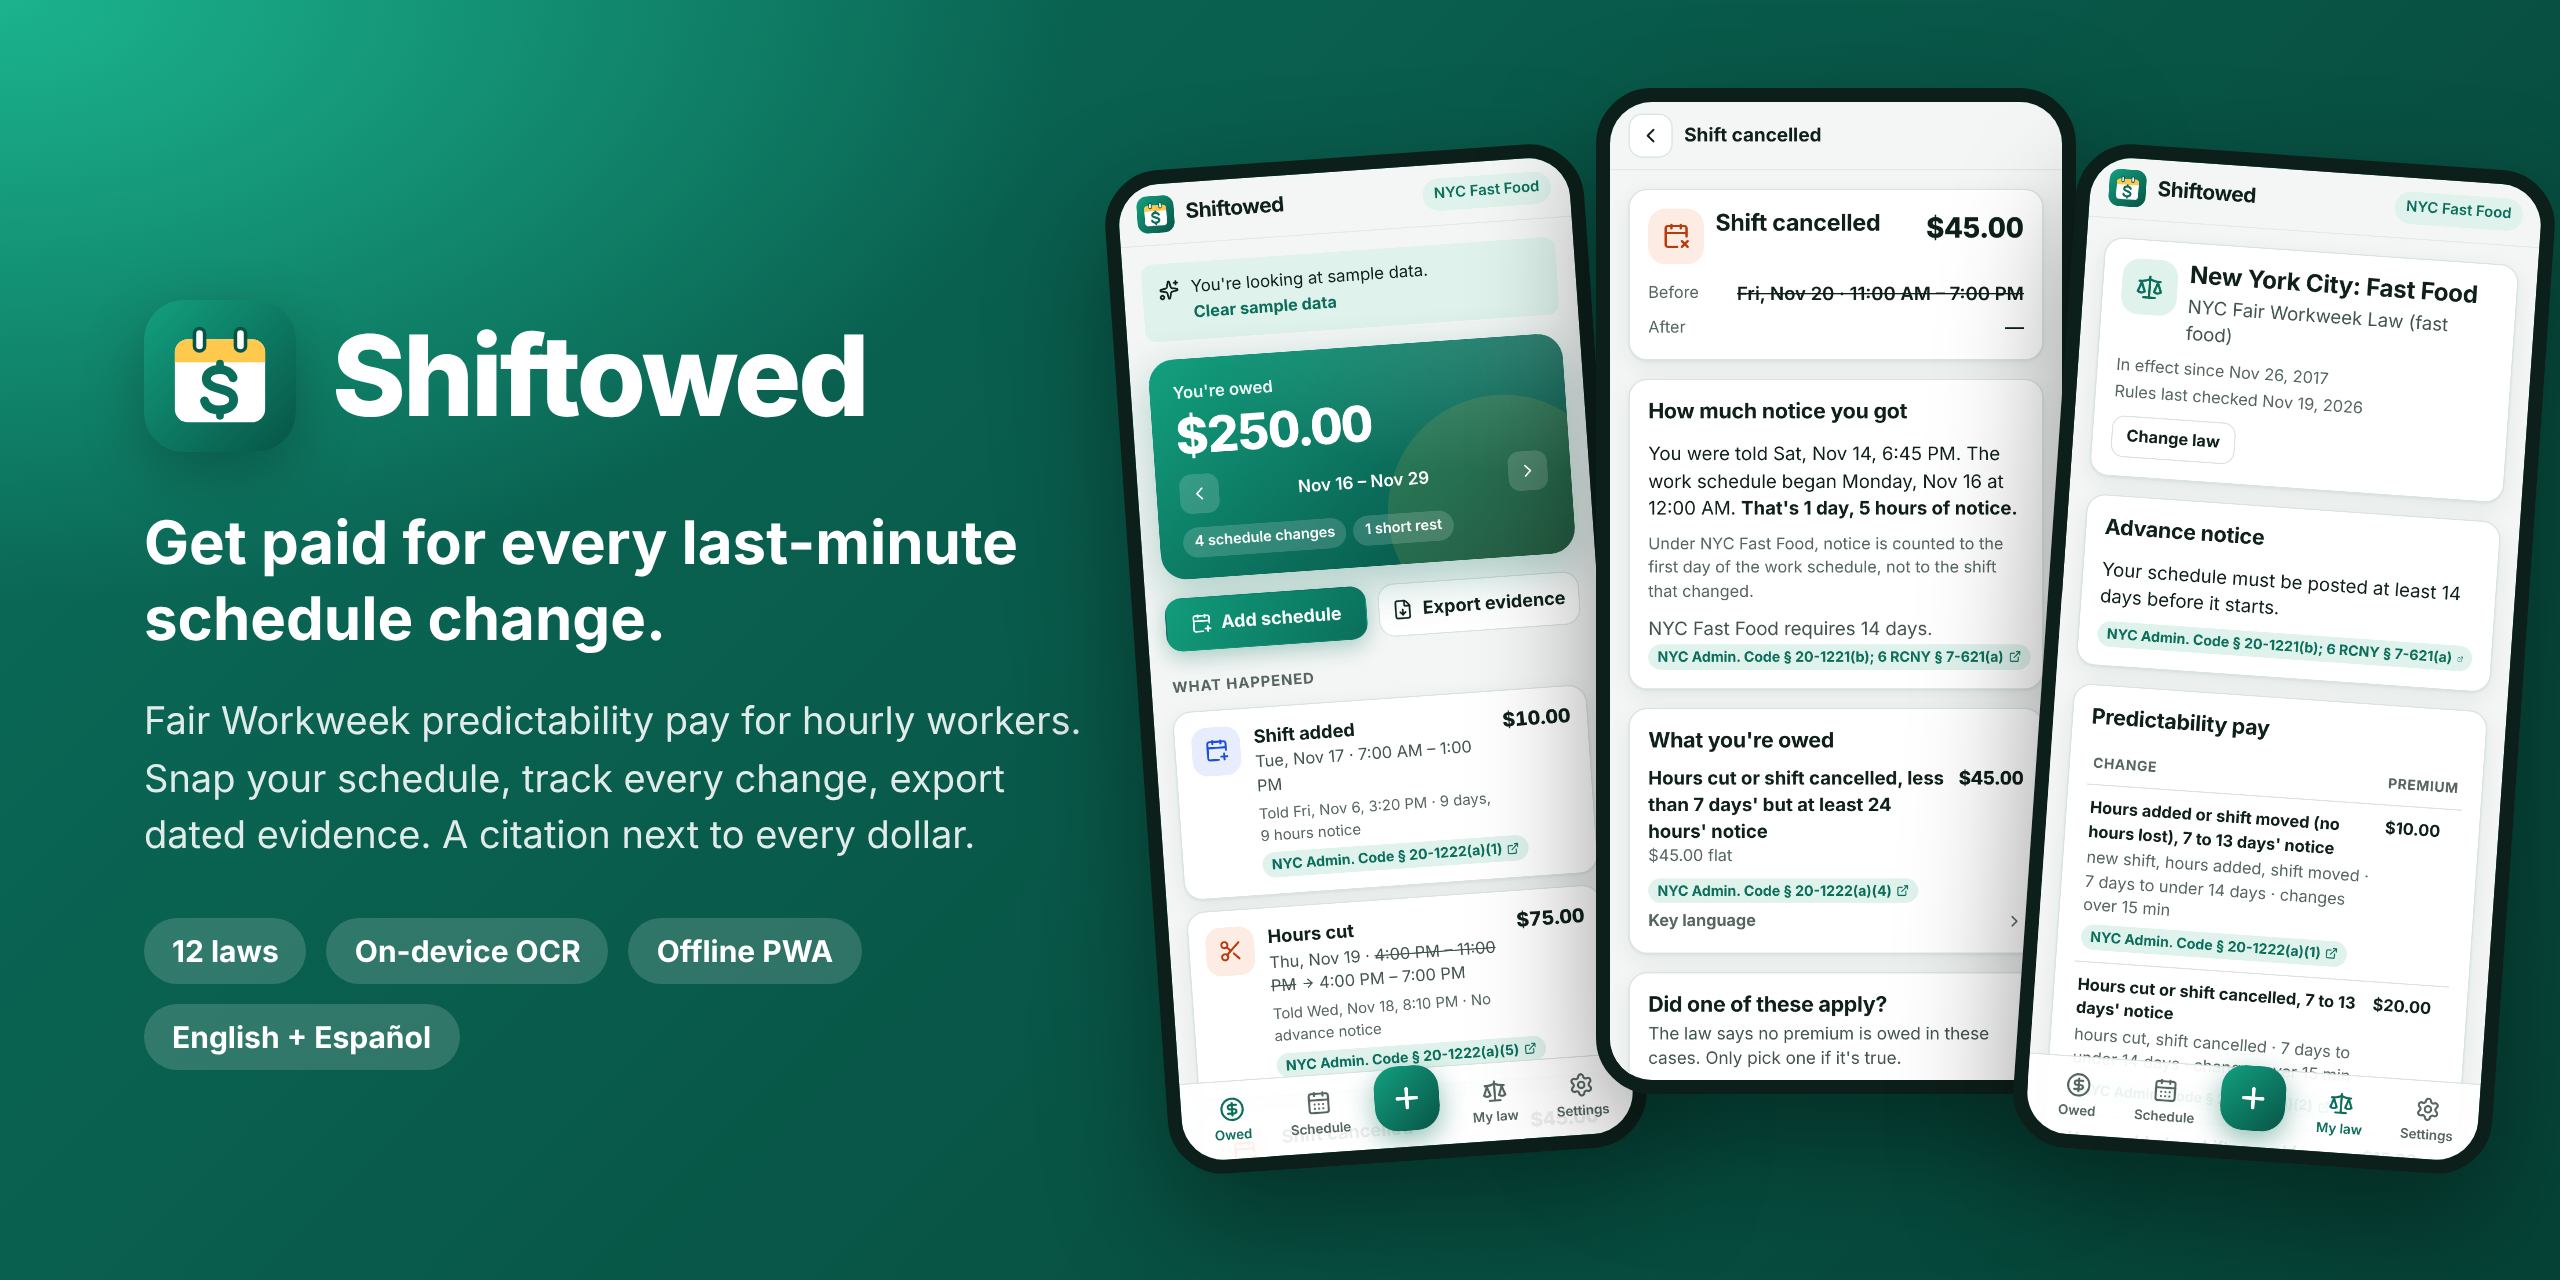 Shiftowed
Get paid for every last-minute
schedule change.
Fair Workweek predictability pay for hourly workers.
Snap your schedule, track every change, export
dated evidence. A citation next to every dollar.
12 laws
On-device OCR
Offline PWA
English + Español
Shiftowed
NYC Fast Food
You're looking at sample data.
Clear sample data
You're owed
$250.00
Nov 16 – Nov 29
4 schedule changes
1 short rest
Add schedule
Export evidence
WHAT HAPPENED
Shift added
$10.00
Tue, Nov 17 · 7:00 AM – 1:00
PM
Told Fri, Nov 6, 3:20 PM · 9 days,
9 hours notice
NYC Admin. Code § 20-1222(a)(1)
Hours cut
$75.00
Thu, Nov 19 · 4:00 PM – 11:00
PM → 4:00 PM – 7:00 PM
Told Wed, Nov 18, 8:10 PM · No
advance notice
NYC Admin. Code § 20-1222(a)(5)
Shift cancelled
$45.00
Owed
Schedule
My law
Settings
Shift cancelled
Shift cancelled
$45.00
Before
Fri, Nov 20 · 11:00 AM – 7:00 PM
After
—
How much notice you got
You were told Sat, Nov 14, 6:45 PM. The
work schedule began Monday, Nov 16 at
12:00 AM. That's 1 day, 5 hours of notice.
Under NYC Fast Food, notice is counted to the
first day of the work schedule, not to the shift
that changed.
NYC Fast Food requires 14 days.
NYC Admin. Code § 20-1221(b); 6 RCNY § 7-621(a)
What you're owed
Hours cut or shift cancelled, less
than 7 days' but at least 24
hours' notice
$45.00
$45.00 flat
NYC Admin. Code § 20-1222(a)(4)
Key language
Did one of these apply?
The law says no premium is owed in these
cases. Only pick one if it's true.
Shiftowed
NYC Fast Food
New York City: Fast Food
NYC Fair Workweek Law (fast
food)
In effect since Nov 26, 2017
Rules last checked Nov 19, 2026
Change law
Advance notice
Your schedule must be posted at least 14
days before it starts.
NYC Admin. Code § 20-1221(b); 6 RCNY § 7-621(a)
Predictability pay
CHANGE
PREMIUM
Hours added or shift moved (no
hours lost), 7 to 13 days' notice
$10.00
new shift, hours added, shift moved ·
7 days to under 14 days · changes
over 15 min
NYC Admin. Code § 20-1222(a)(1)
Hours cut or shift cancelled, 7 to 13
days' notice
$20.00
hours cut, shift cancelled · 7 days to
under 14 days · changes over 15 min
Owed
Schedule
My law
Settings